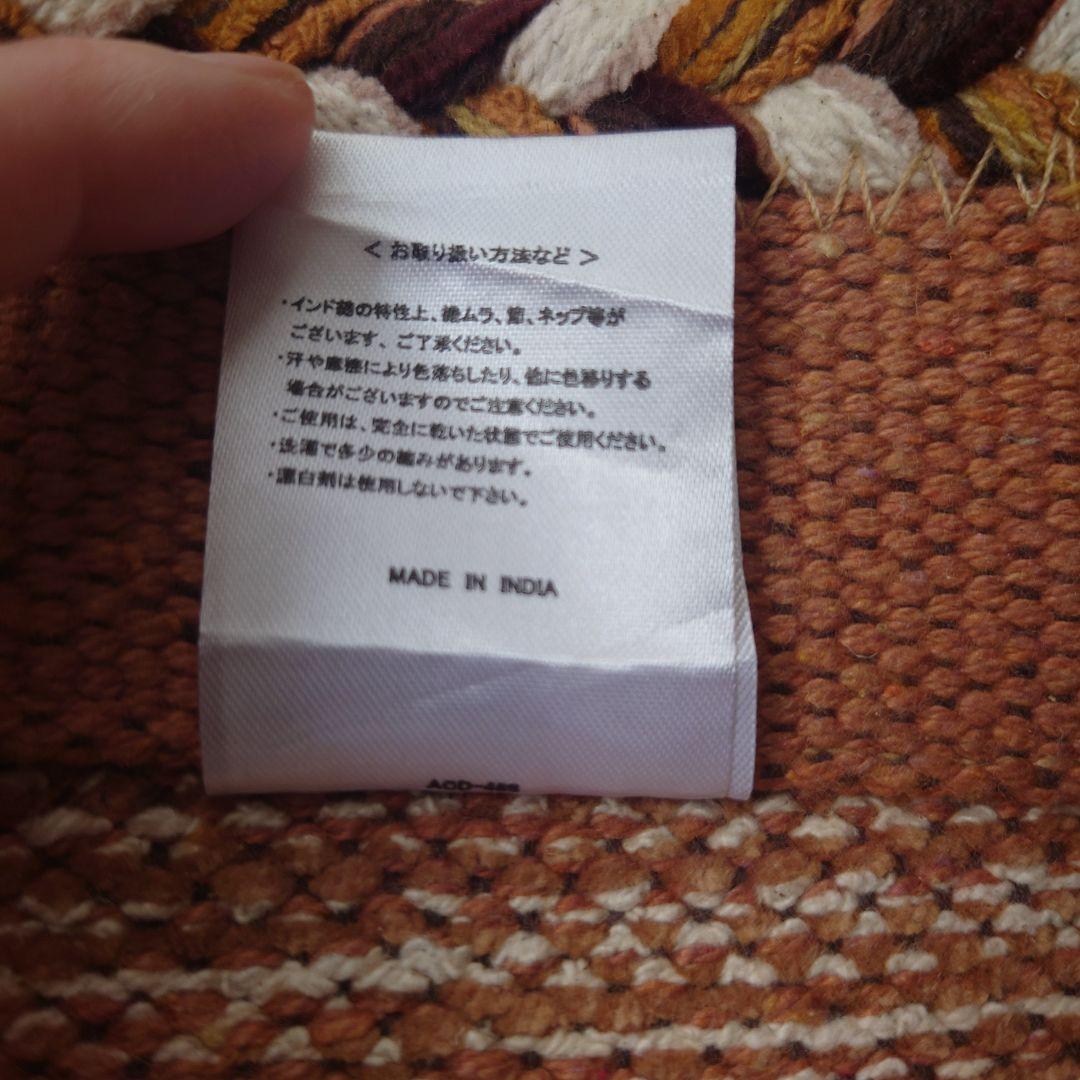 < お取り扱い方法など >
・インド綿の特性上、織ムラ、節、ネップ等が
ございます、ご了承ください。
・汗や摩擦により色落ちしたり、他に色移りする
場合がございますのでご注意ください。
・ご使用は、完全に乾いた状態でご使用ください。
・洗濯で多少の縮みがあります。
・漂白剤は使用しないで下さい。
MADE IN INDIA